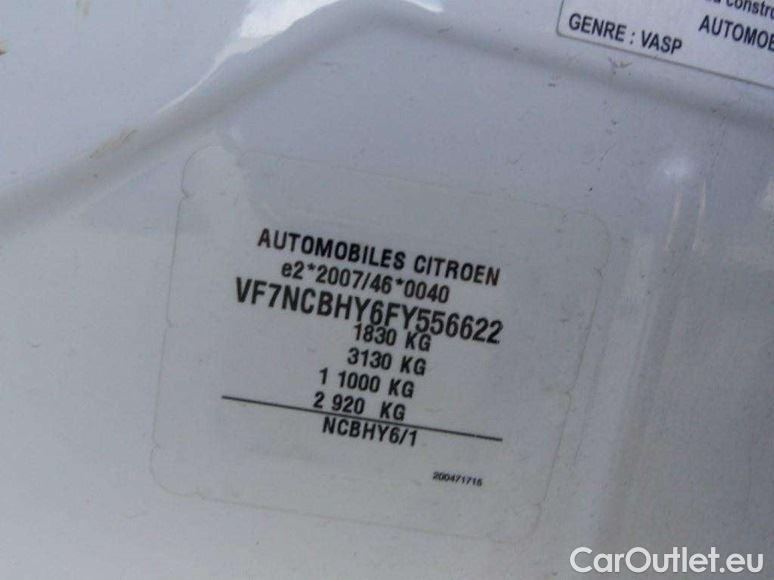 AUTOMOBILES CITROEN
e2*2007/46*0040
VF7NCBHY6FY556622
1830 KG
3130 KG
1 1000 KG
2 920 KG
NCBHY6/1
200471715
GENRE : VASP
CarOutlet.eu